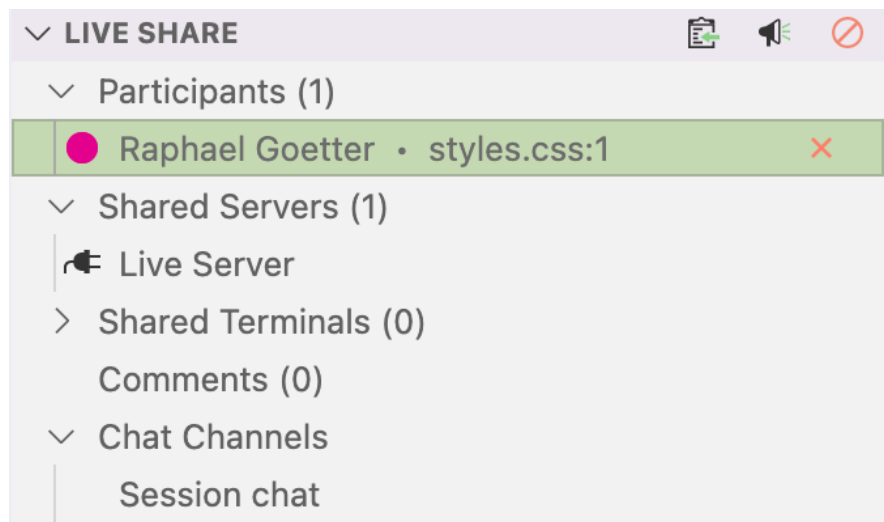 LIVE SHARE
Participants (1)
Raphael Goetter • styles.css:1
Shared Servers (1)
Live Server
Shared Terminals (0)
Comments (0)
Chat Channels
Session chat